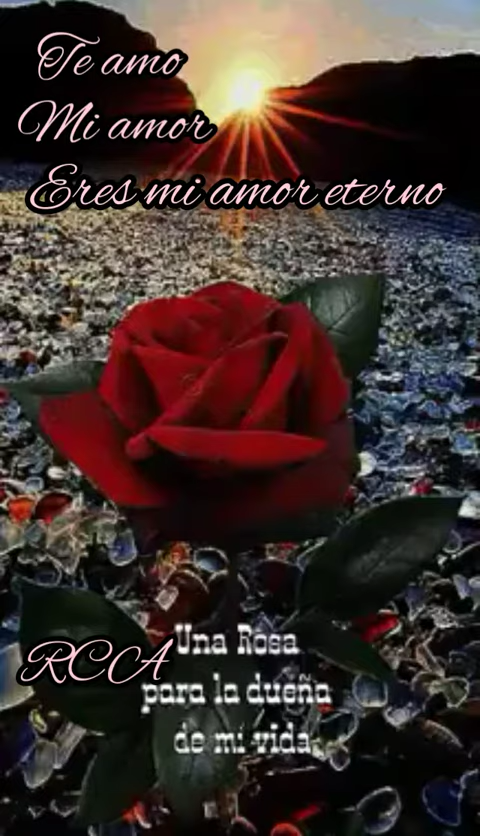 Te amo
Mi amor
Eres mi amor eterno
Una Rosa
RCA
para la dueña
de mi vida